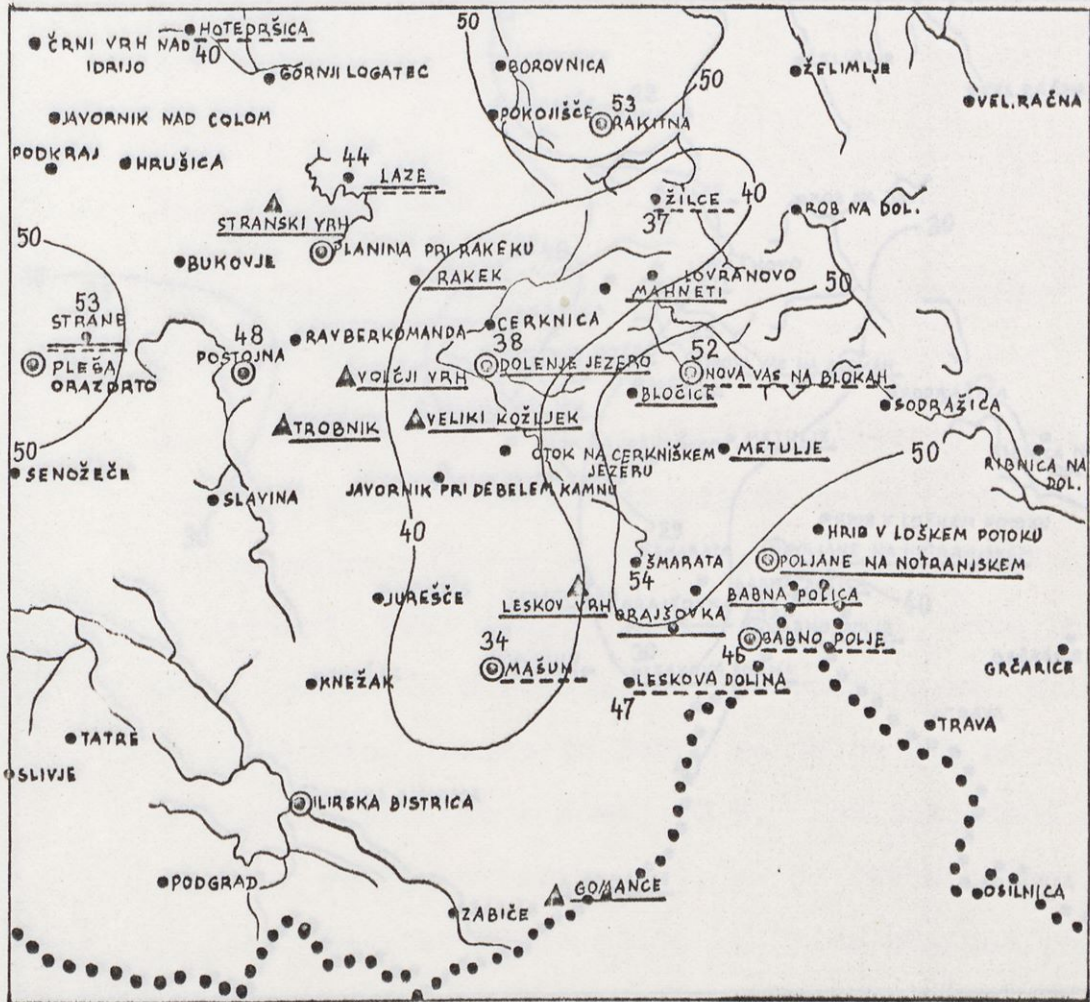 50
50
HOTEDRŠICA
40
ČRNI VRH NAD
IDRIJO
GORNJI LOGATEC
BOROVNICA
ŽELIMLJE
VEL. RAČNA
POKOJIŠČE
53
RAKITNA
JAVORNIK NAD COLOM
PODKRAJ
HRUŠICA
44
LAZE
STRANSKI VRH
PLANINA PRI RAKEKU
ŽILCE
37
40
ROB NA DOL.
50
BUKOVJE
RAKEK
LOVRANOVO
MAHNETI
50
53
STRANE
PLEŠA
ORAZDRTO
48
POSTOJNA
RAVBERKOMANDA
CERKNICA
38
DOLENJE JEZERO
52
NOVA VAS NA BLOKAH
VOLČJI VRH
BLOČICE
SODRAŽICA
TROBNIK
VELIKI KOŽLJEK
50
SENOŽEČE
OTOK NA CERKNIŠKEM
JEZERU
METULJE
50
RIBNICA NA
DOL.
SLAVINA
JAVORNIK PRI DEBELEM KAMNU
40
HRIB V LOŠKEM POTOKU
ŠMARATA
54
POLJANE NA NOTRANJSKEM
JUREŠČE
LESKOV VRH
BRAJŠOVKA
BABNA POLICA
34
MAŠUN
46
BABNO POLJE
GRČARICE
KNEŽAK
LESKOVA DOLINA
47
TATRE
TRAVA
SLIVJE
ILIRSKA BISTRICA
PODGRAD
GOMANCE
OSILNICA
ZABIČE